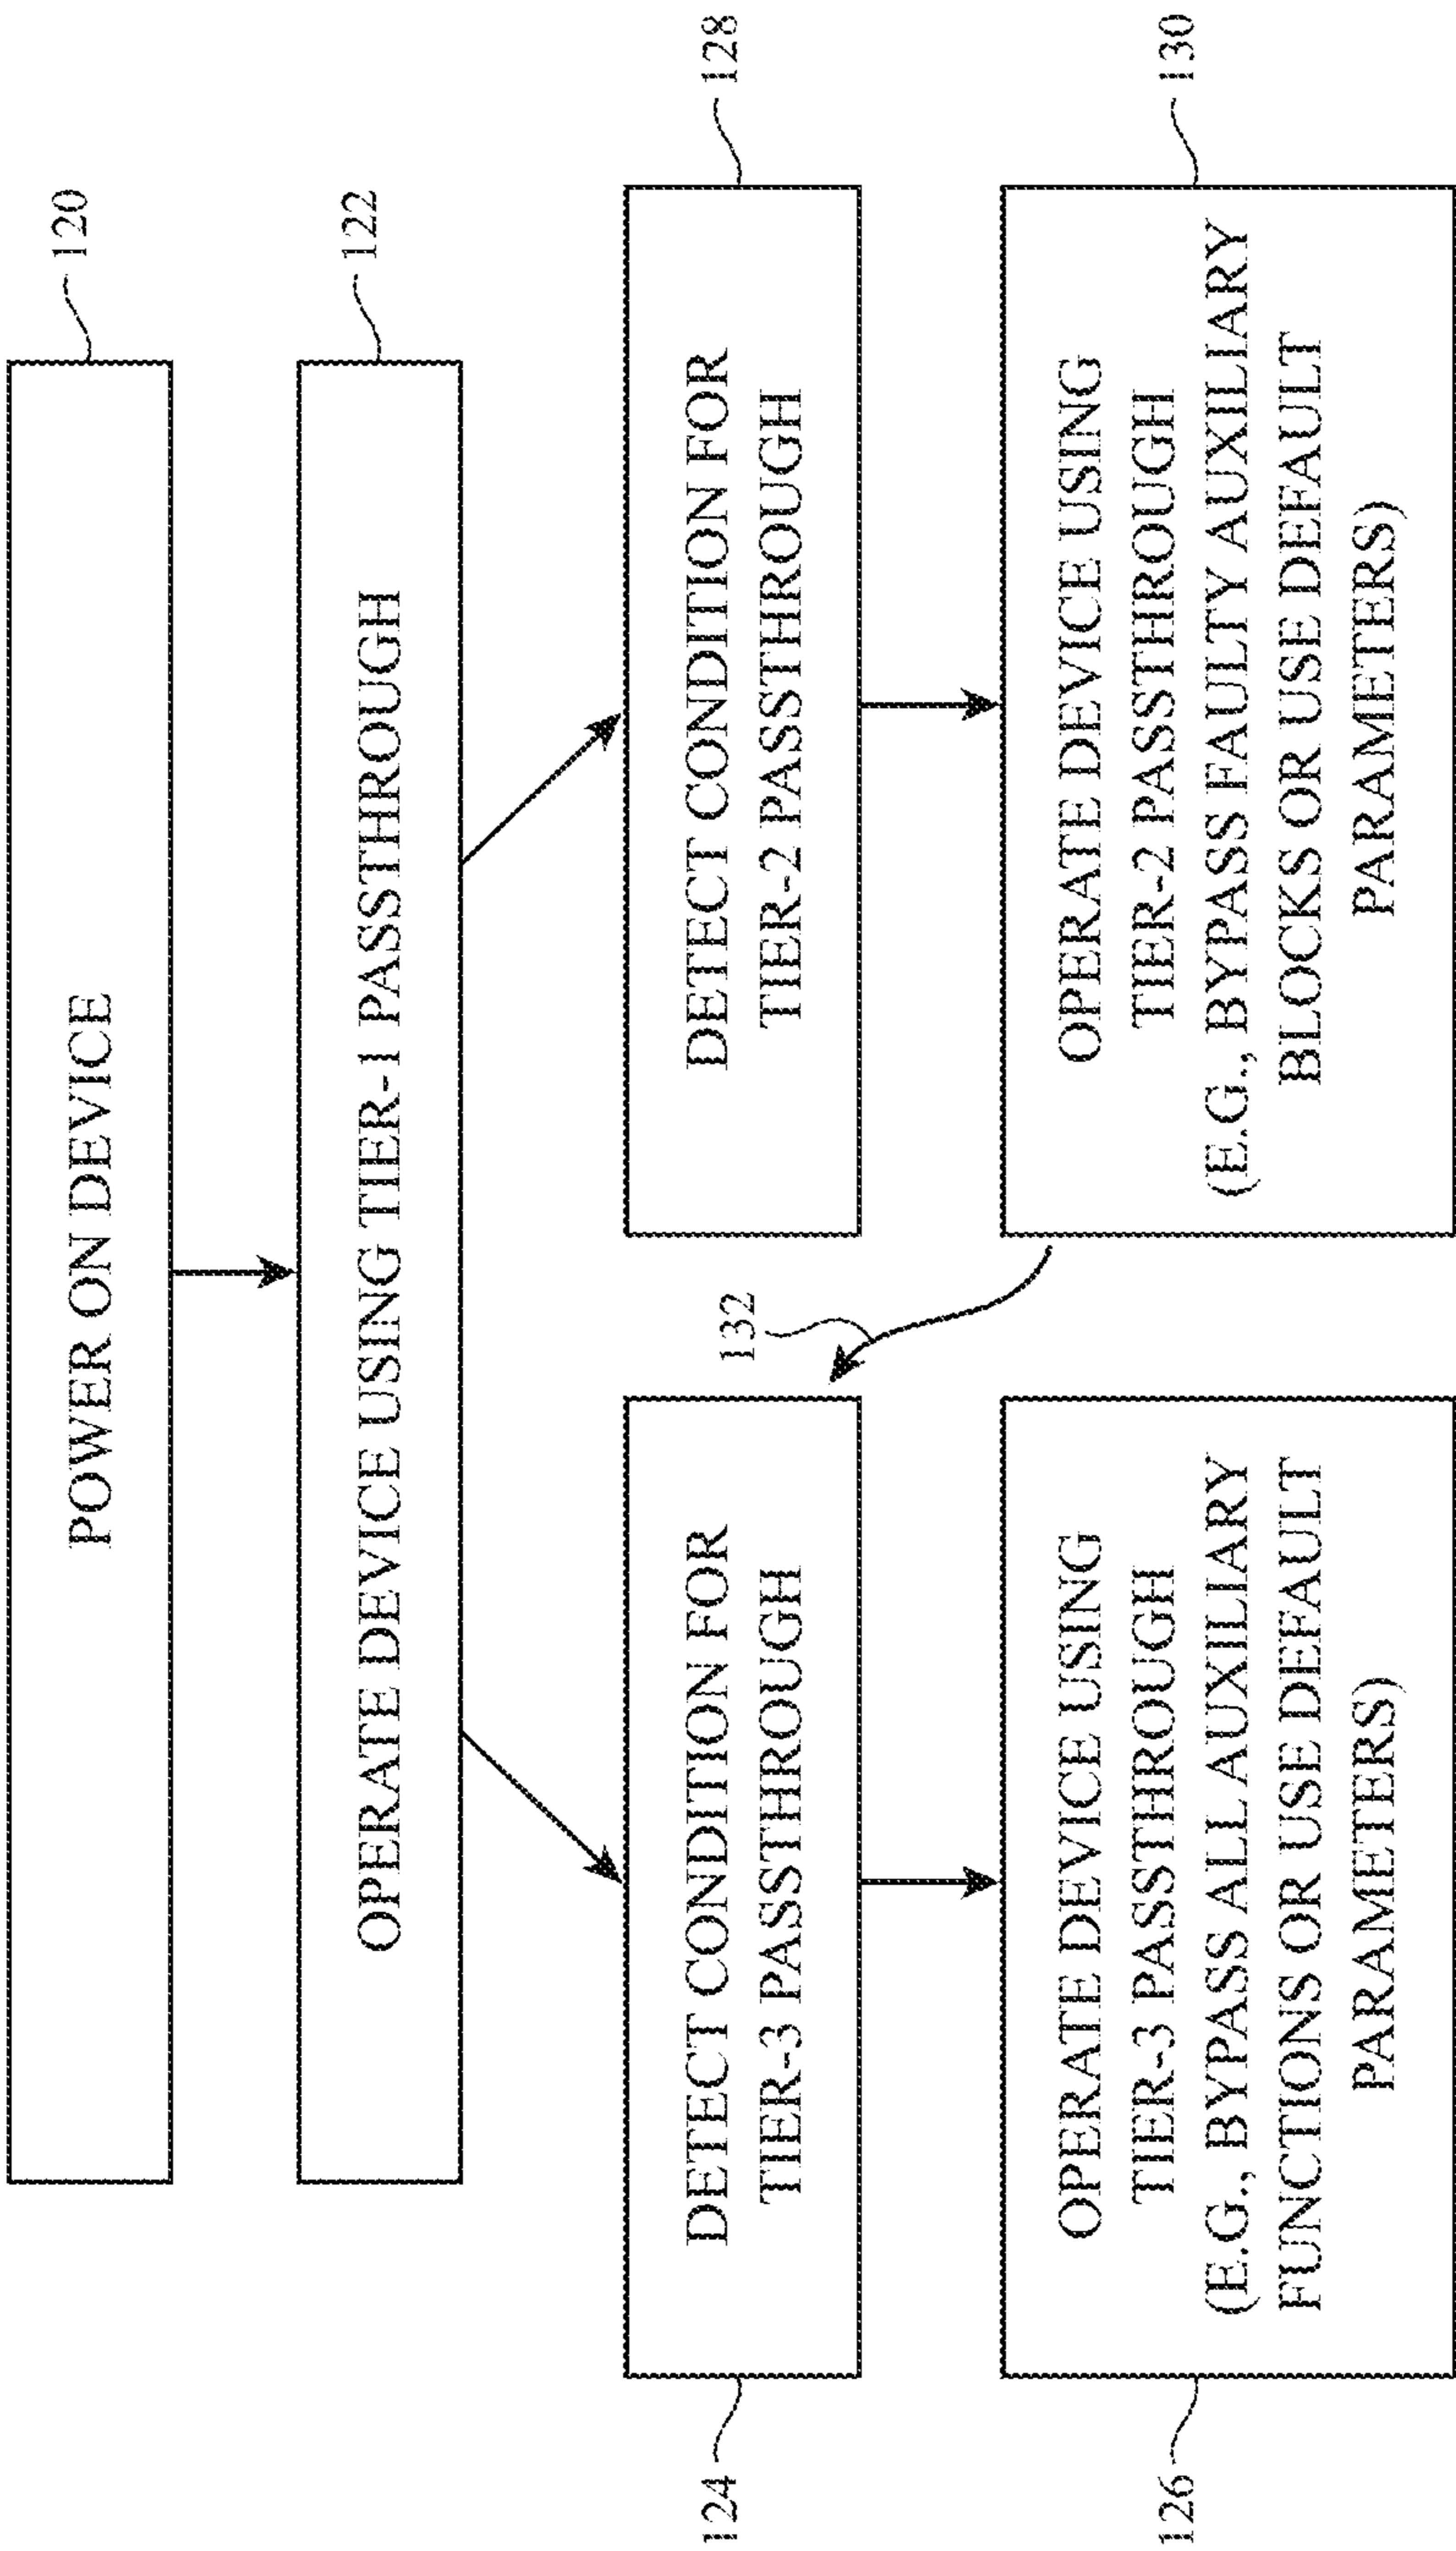 POWER ON DEVICE
120
OPERATE DEVICE USING TIER-1 PASSTHROUGH
122
124
DETECT CONDITION FOR
TIER-3 PASSTHROUGH
132
DETECT CONDITION FOR
TIER-2 PASSTHROUGH
128
126
OPERATE DEVICE USING
TIER-3 PASSTHROUGH
(E.G., BYPASS ALL AUXILIARY
FUNCTIONS OR USE DEFAULT
PARAMETERS)
OPERATE DEVICE USING
TIER-2 PASSTHROUGH
(E.G., BYPASS FAULTY AUXILIARY
BLOCKS OR USE DEFAULT
PARAMETERS)
130